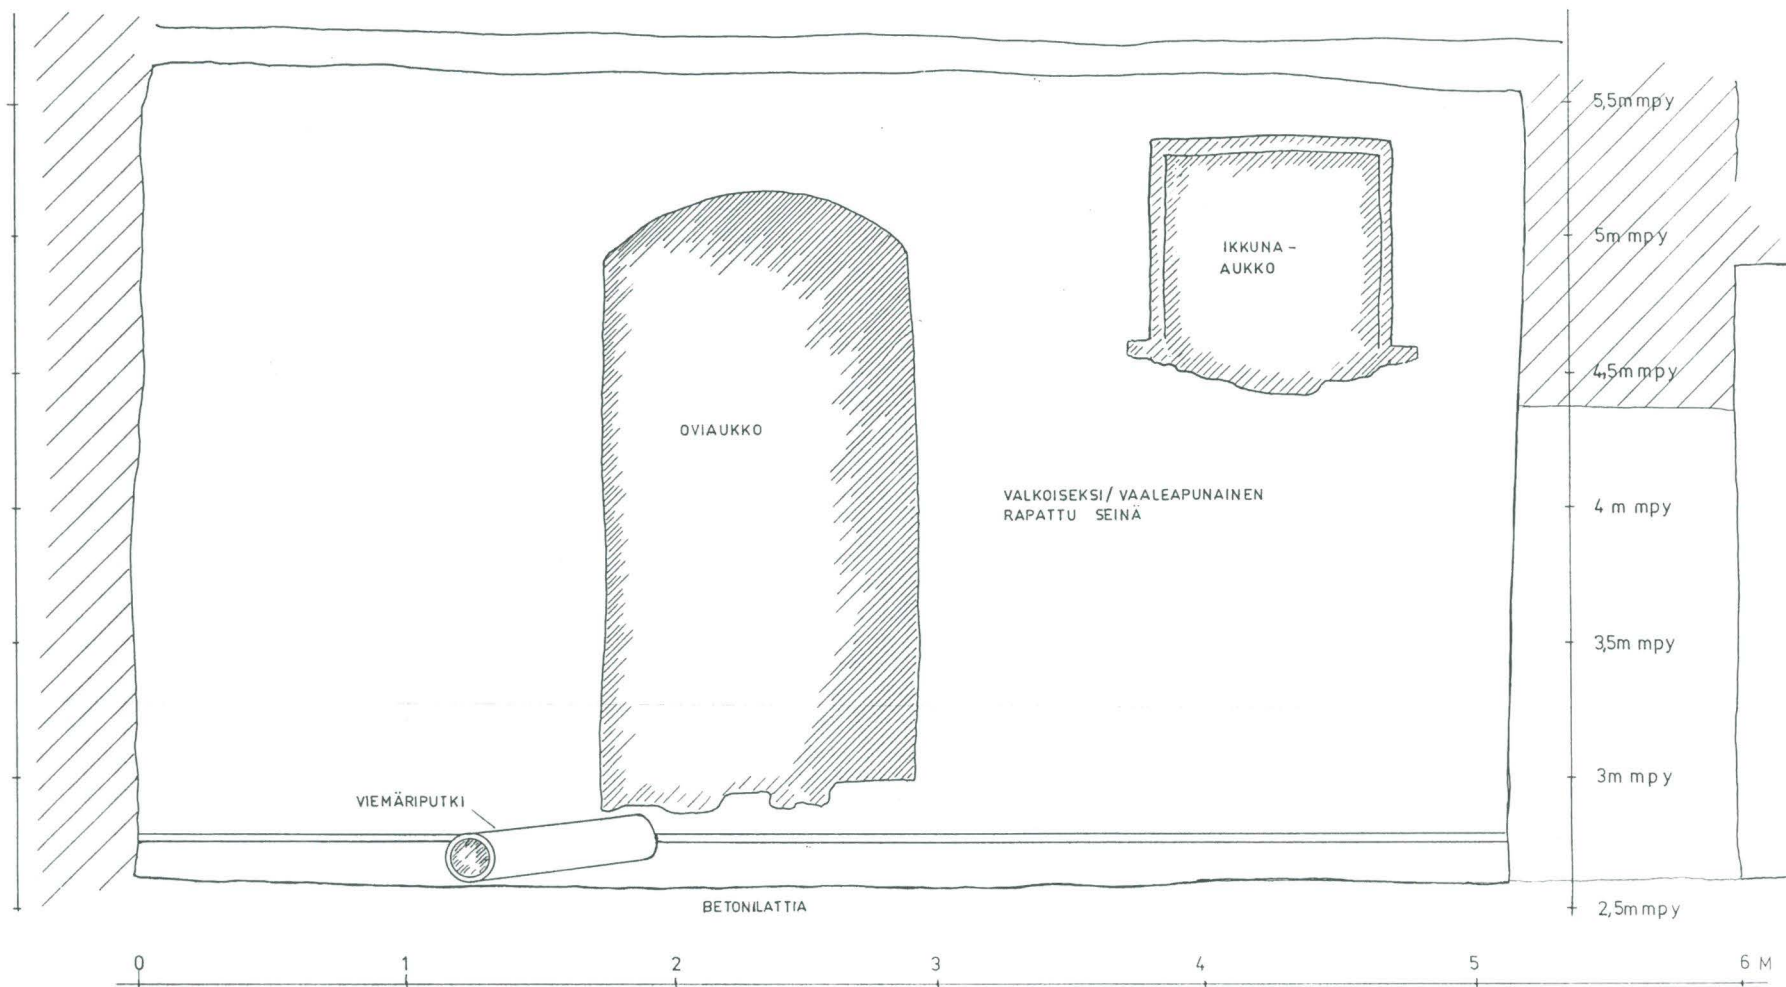 5,5m mpy
5m mpy
IKKUNA-
AUKKO
4,5m mpy
OVIAUKKO
VALKOISEKSI/VAALEAPUNAINEN
RAPATTU SEINÄ
4 m mpy
3,5m mpy
3m mpy
VIEMÄRIPUTKI
BETONILATTIA
2,5m mpy
0 1 2 3 4 5 6 M